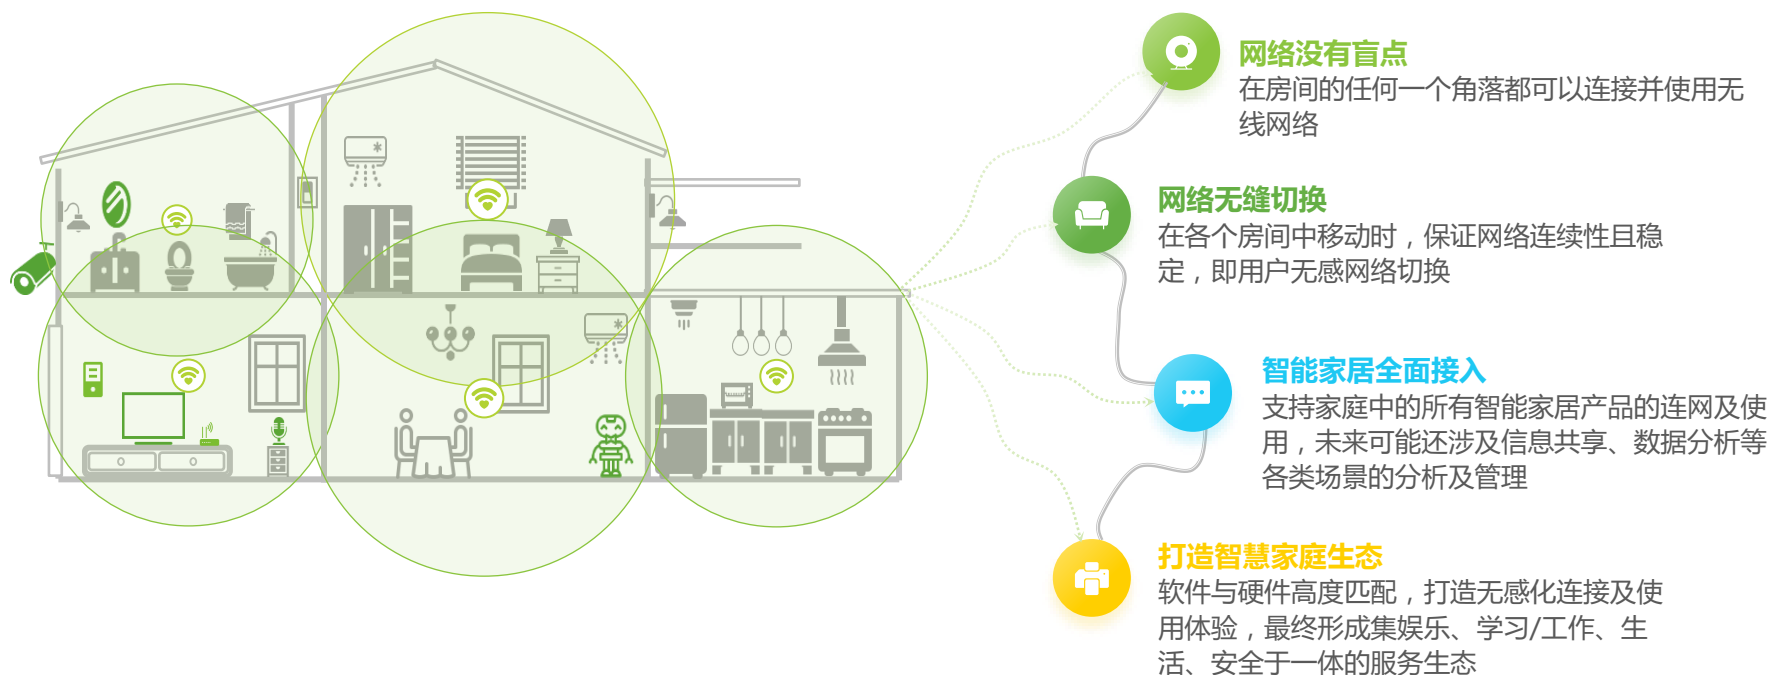 网络没有盲点
在房间的任何一个角落都可以连接并使用无
线网络
网络无缝切换
在各个房间中移动时，保证网络连续性且稳
定，即用户无感网络切换
智能家居全面接入
支持家庭中的所有智能家居产品的连网及使
用，未来可能还涉及信息共享、数据分析等
各类场景的分析及管理
打造智慧家庭生态
软件与硬件高度匹配，打造无感化连接及使
用体验，最终形成集娱乐、学习/工作、生
活、安全于一体的服务生态